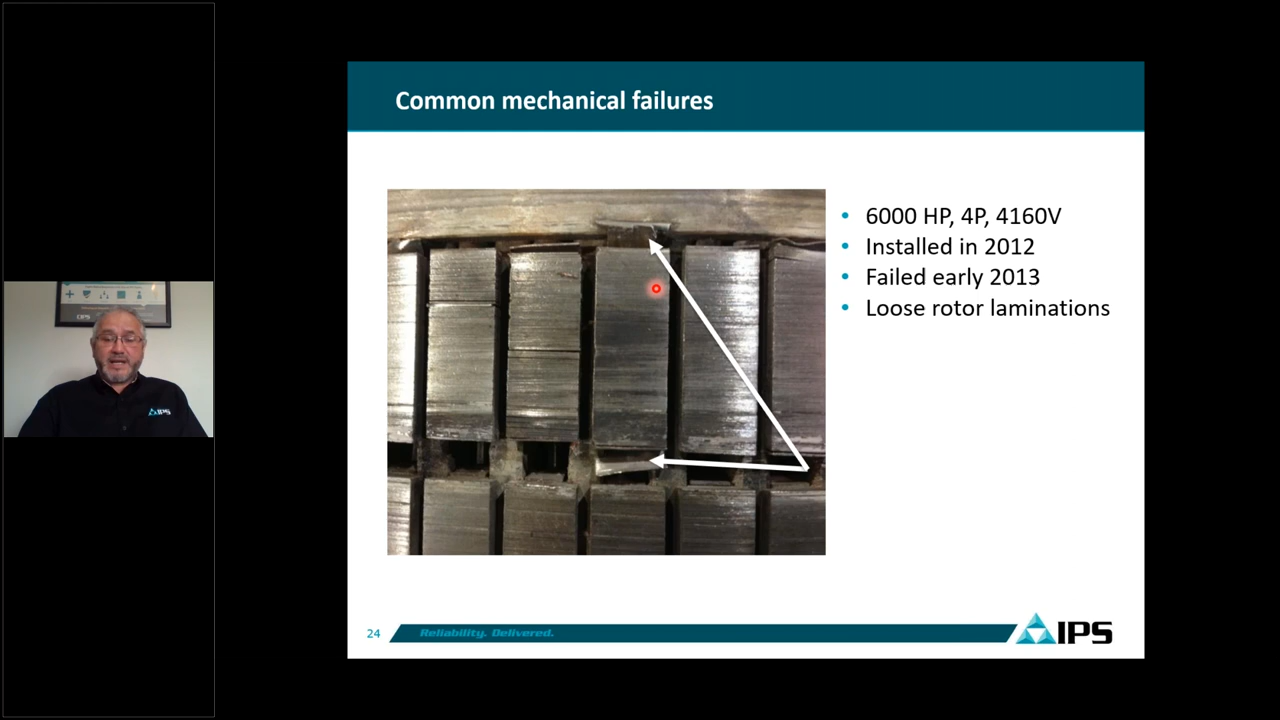 Common mechanical failures
• 6000 HP, 4P, 4160V
• Installed in 2012
• Failed early 2013
• Loose rotor laminations
IPS
24
Reliability. Delivered.
IPS